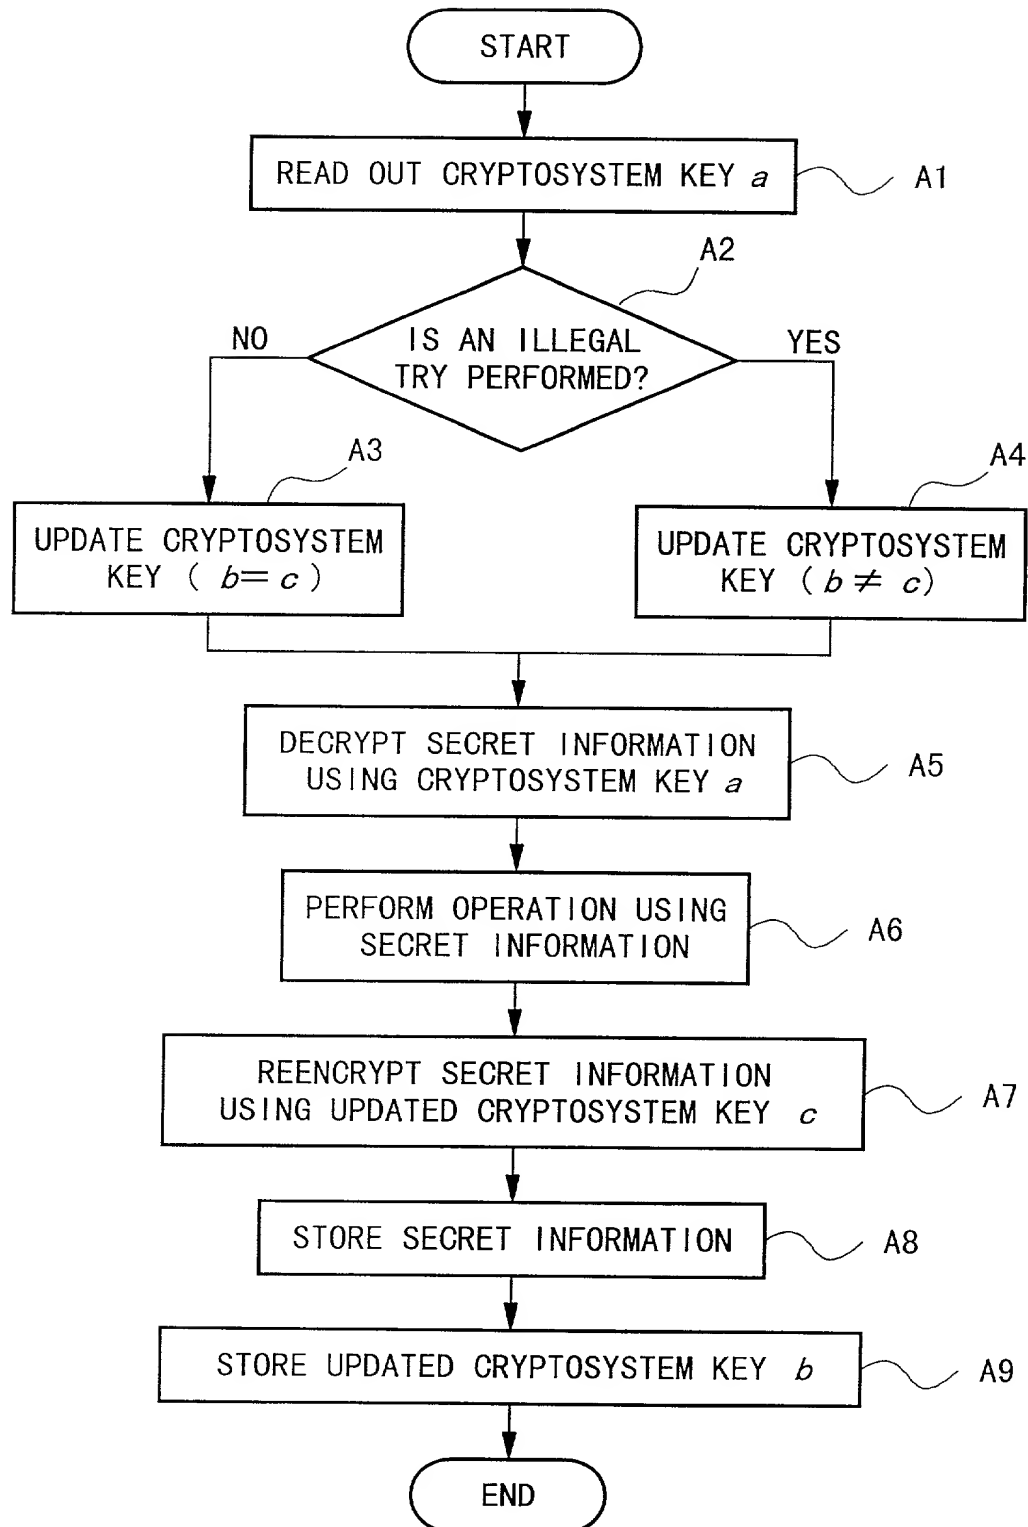 START
READ OUT CRYPTOSYSTEM KEY a
A1
A2
IS AN ILLEGAL
TRY PERFORMED?
NO
YES
A3
A4
UPDATE CRYPTOSYSTEM
KEY ( b= c )
UPDATE CRYPTOSYSTEM
KEY ( b ≠ c )
DECRYPT SECRET INFORMATION
USING CRYPTOSYSTEM KEY a
A5
PERFORM OPERATION USING
SECRET INFORMATION
A6
REENCRYPT SECRET INFORMATION
USING UPDATED CRYPTOSYSTEM KEY c
A7
STORE SECRET INFORMATION
A8
STORE UPDATED CRYPTOSYSTEM KEY b
A9
END